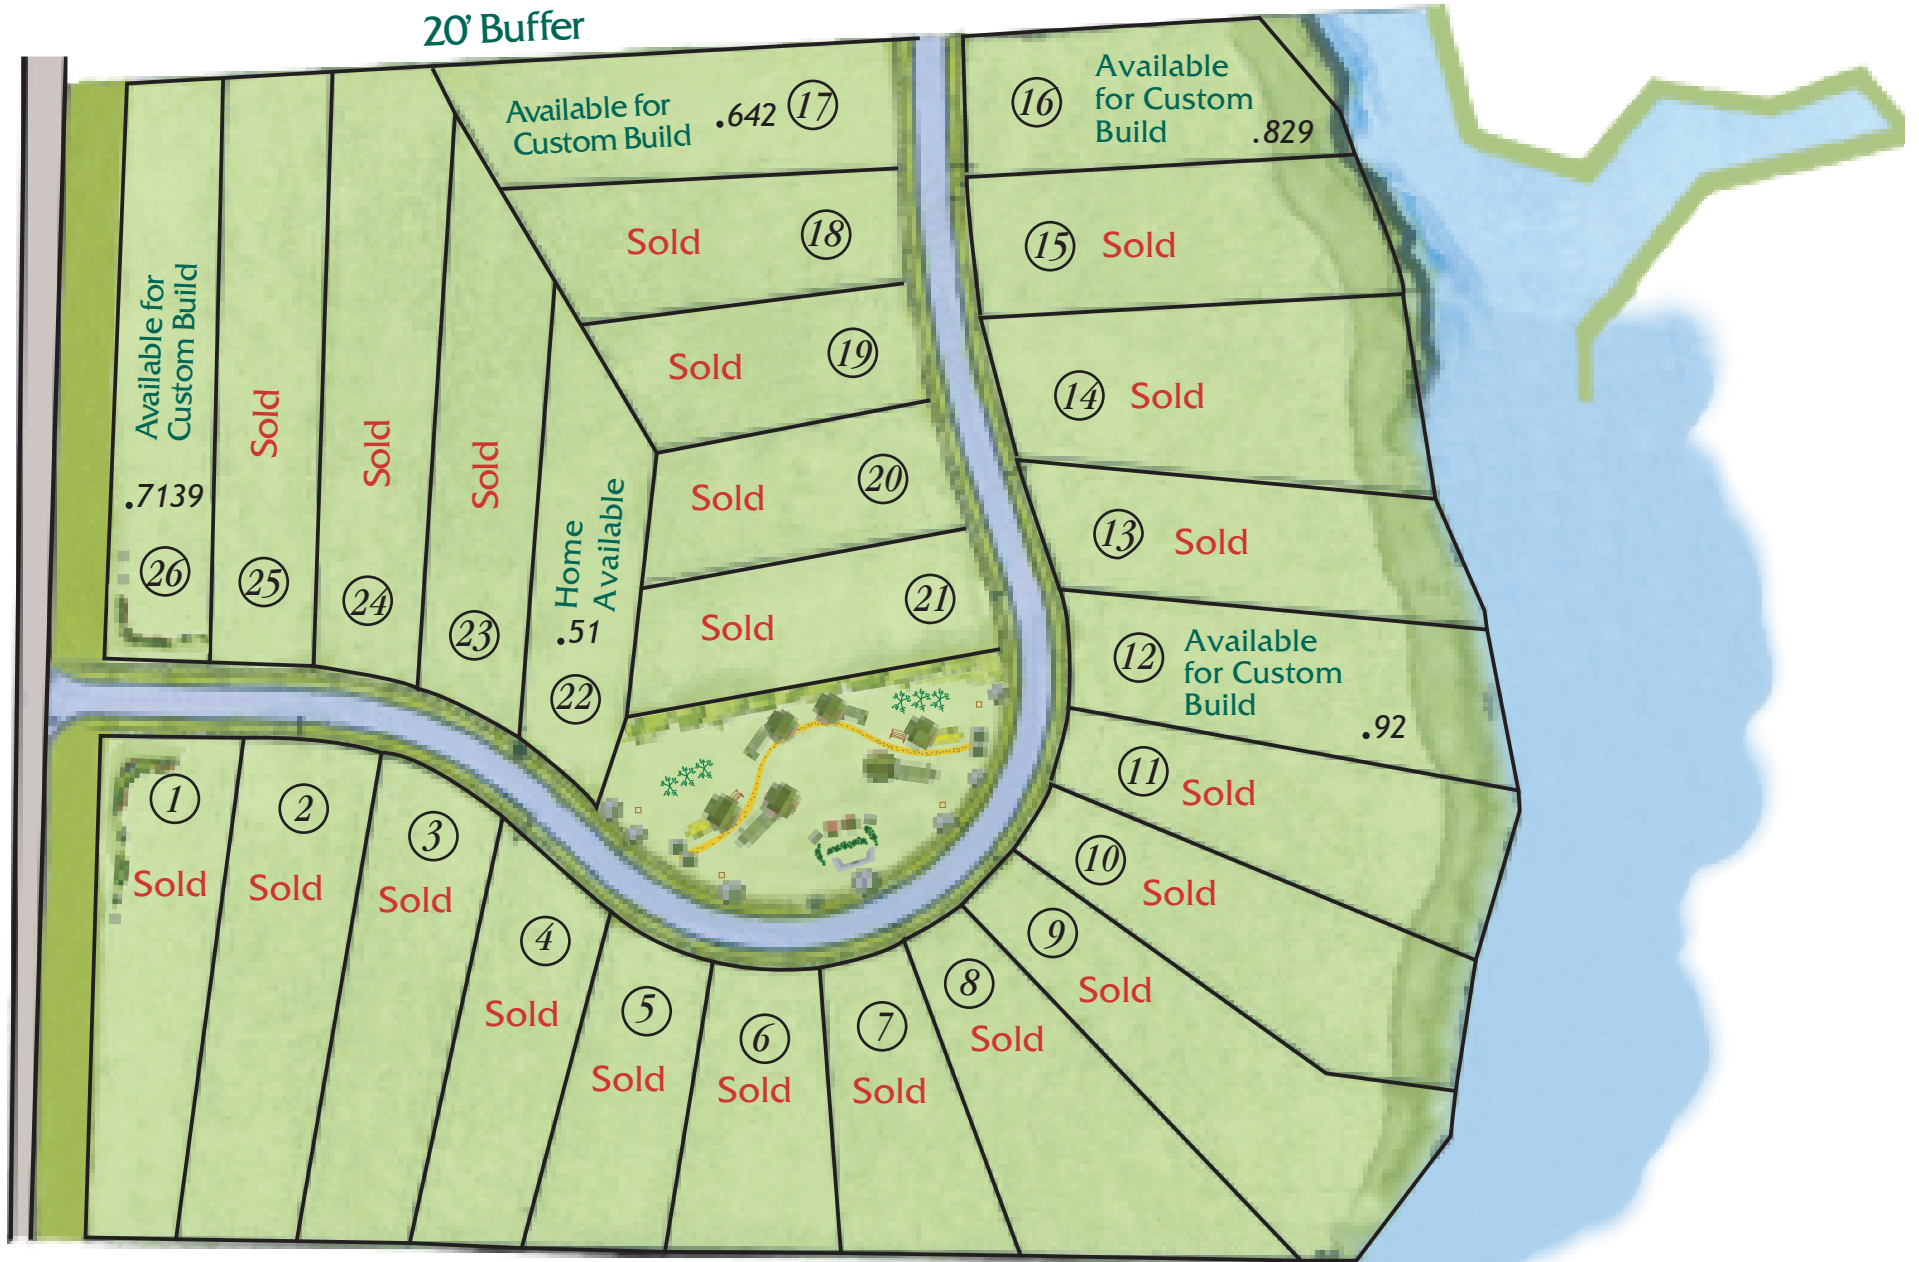 20' Buffer
Available for
Custom Build
.642
17
16
Available
for Custom
Build
.829
Sold
18
15
Sold
Available for
Custom Build
.7139
26
Sold
25
Sold
24
Sold
23
Home
Available
.51
22
Sold
19
14
Sold
Sold
20
13
Sold
Sold
21
12
Available
for Custom
Build
.92
11
Sold
10
Sold
9
Sold
8
Sold
7
Sold
6
Sold
5
Sold
4
Sold
3
Sold
2
Sold
1
Sold